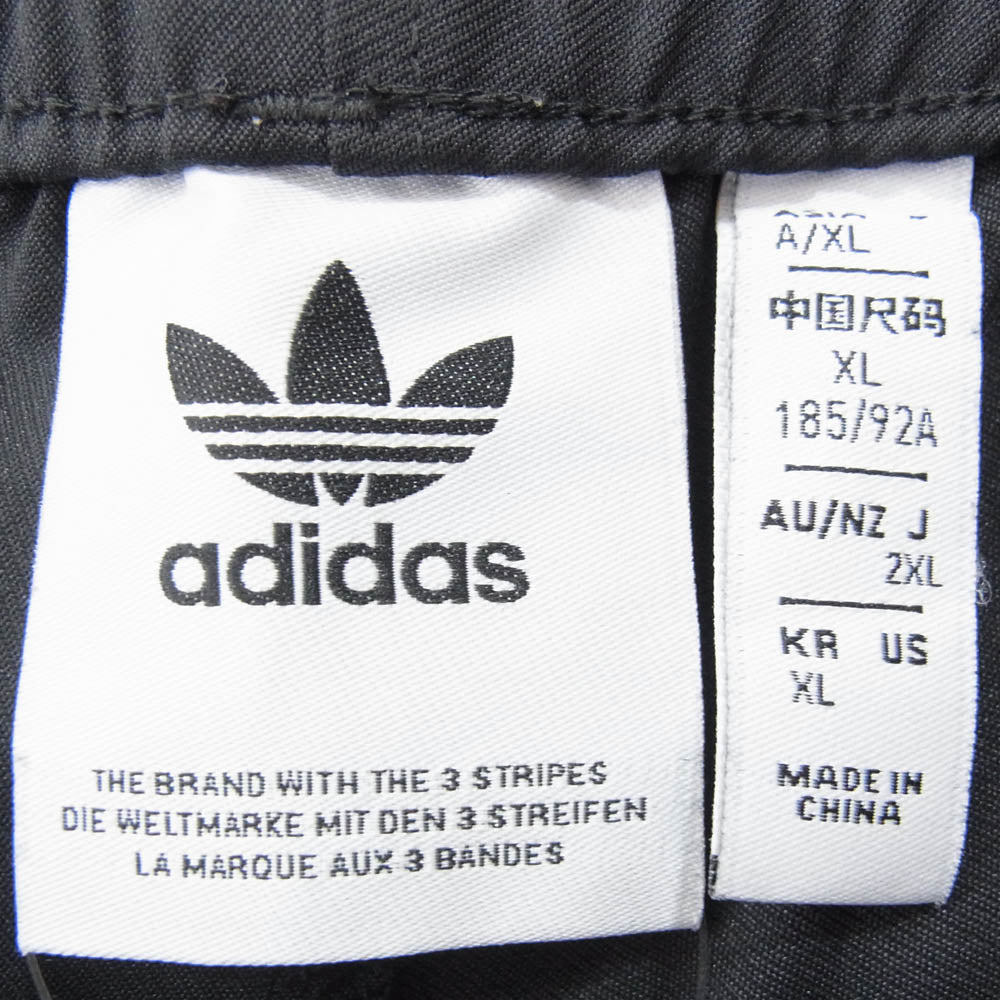 adidas
THE BRAND WITH THE 3 STRIPES
DIE WELTMARKE MIT DEN 3 STREIFEN
LA MARQUE AUX 3 BANDES
A/XL
中国尺码
XL
185/92A
AU/NZ J
2XL
KR US
XL
MADE IN
CHINA